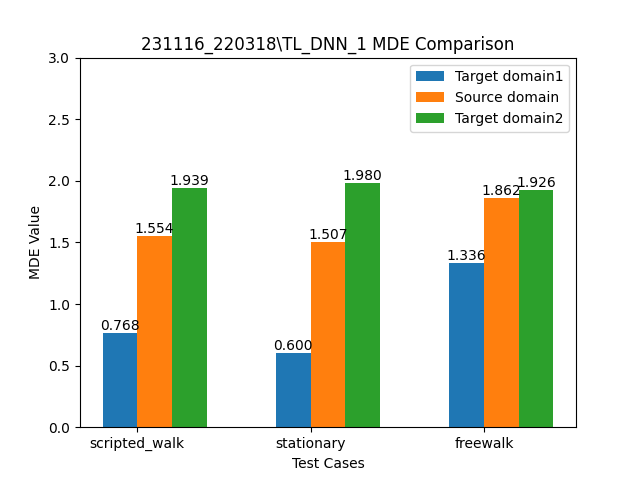 231116_220318\TL_DNN_1 MDE Comparison
3.0
2.5
2.0
1.5
1.0
0.5
0.0
MDE Value
Target domain1
Source domain
Target domain2
0.768
1.554
1.939
0.600
1.507
1.980
1.336
1.862
1.926
scripted_walk
stationary
freewalk
Test Cases